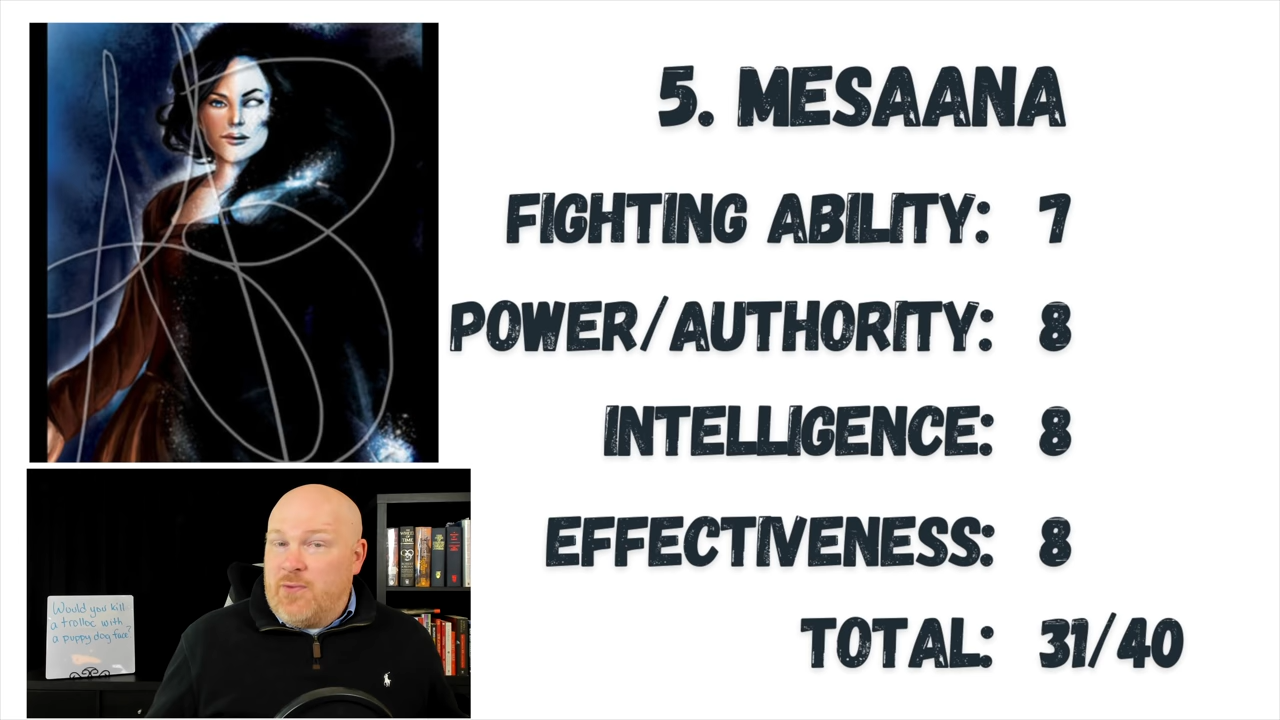 5. MESAANA
FIGHTING ABILITY: 7
POWER/AUTHORITY: 8
INTELLIGENCE: 8
EFFECTIVENESS: 8
TOTAL: 31/40
Would you kill
a trolloc with
a puppy dog face?